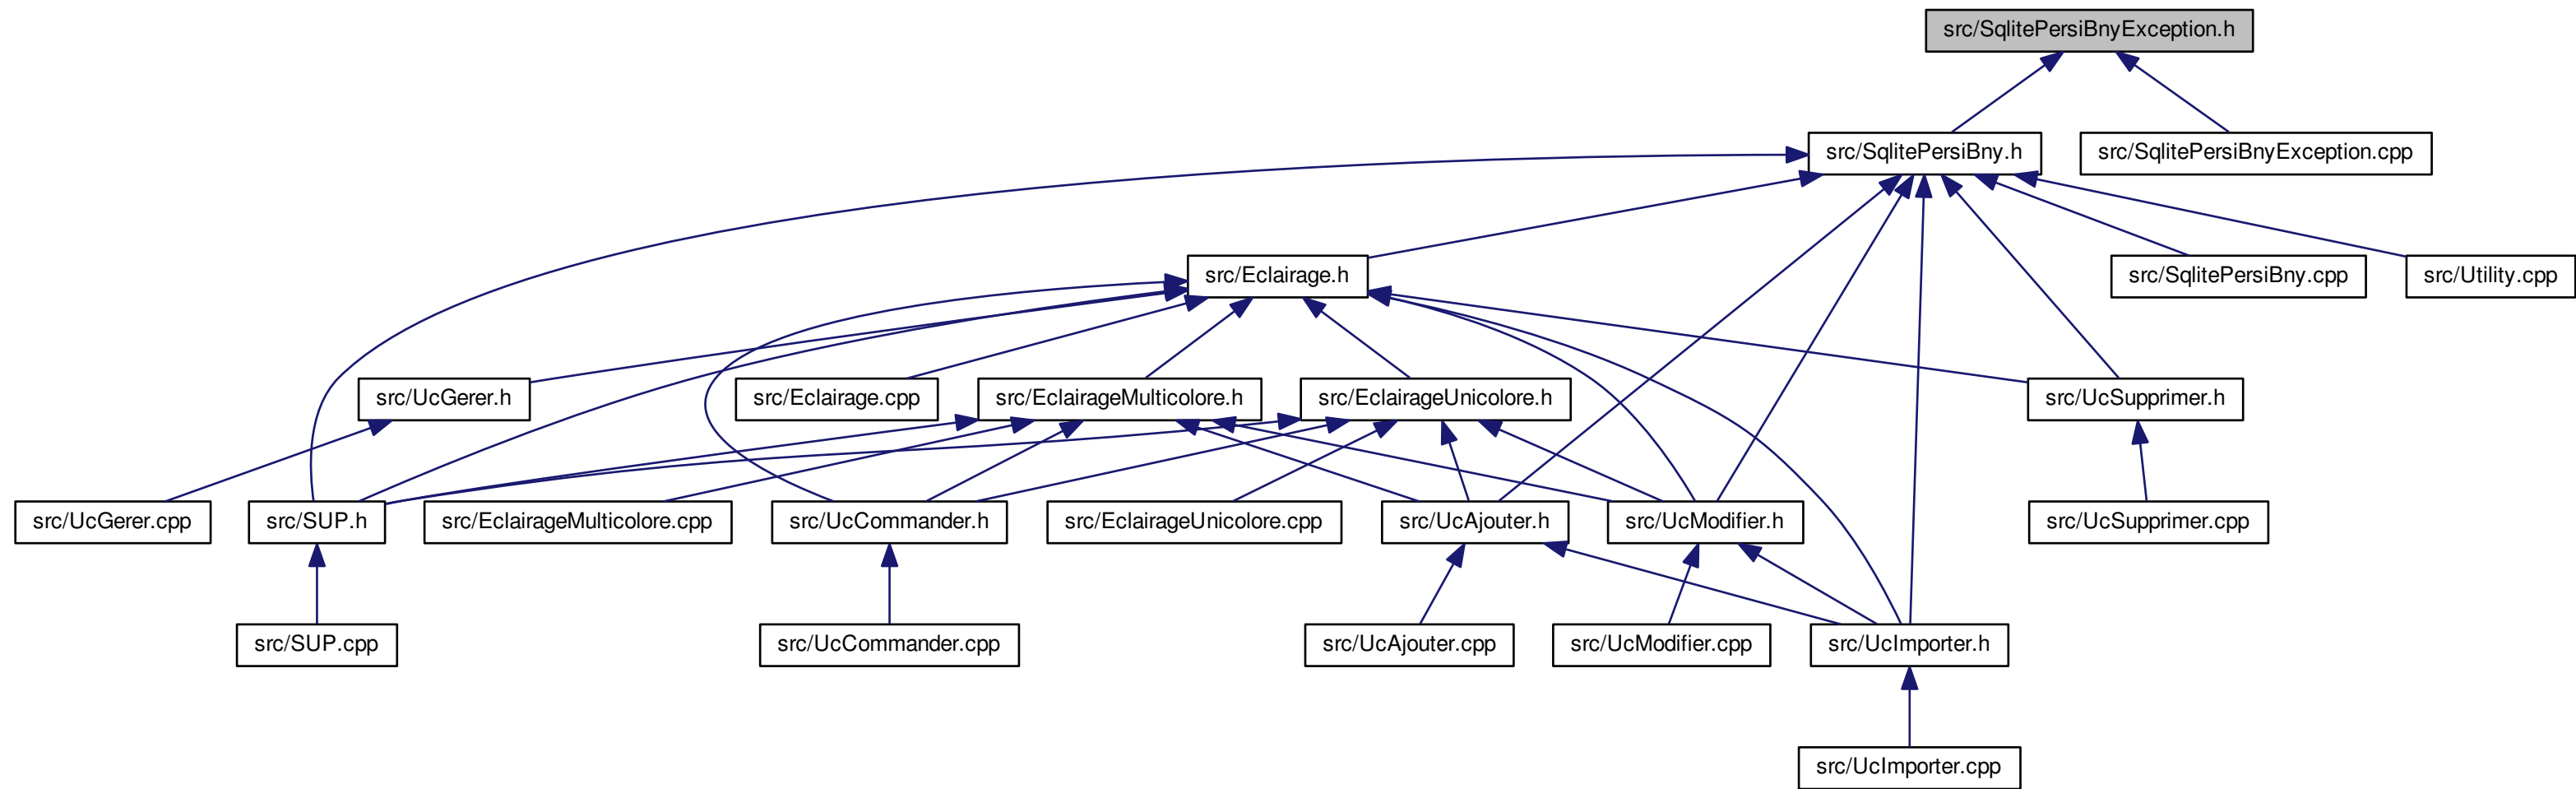 src/SqlitePersiBnyException.h
src/SqlitePersiBny.h
src/SqlitePersiBnyException.cpp
src/Eclairage.h
src/SqlitePersiBny.cpp
src/Utility.cpp
src/UcGerer.h
src/Eclairage.cpp
src/EclairageMulticolore.h
src/EclairageUnicolore.h
src/UcSupprimer.h
src/UcGerer.cpp
src/SUP.h
src/EclairageMulticolore.cpp
src/UcCommander.h
src/EclairageUnicolore.cpp
src/UcAjouter.h
src/UcModifier.h
src/UcSupprimer.cpp
src/SUP.cpp
src/UcCommander.cpp
src/UcAjouter.cpp
src/UcModifier.cpp
src/UcImporter.h
src/UcImporter.cpp